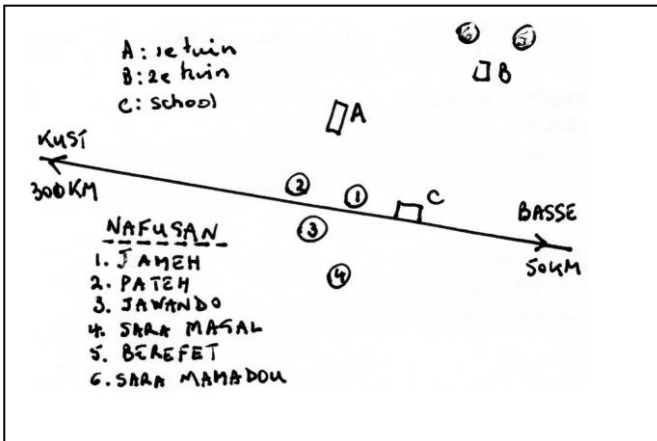 A: 1e tuin
B: 2e tuin
C: school
6 5
B
A
KUST
300KM
2 1 C
3
BASSE
50KM
4
NAFUSAN
1. JAMEH
2. PATEH
3. JAWANDO
4. SARA MASAL
5. BEREFET
6. SARA MAMADOU